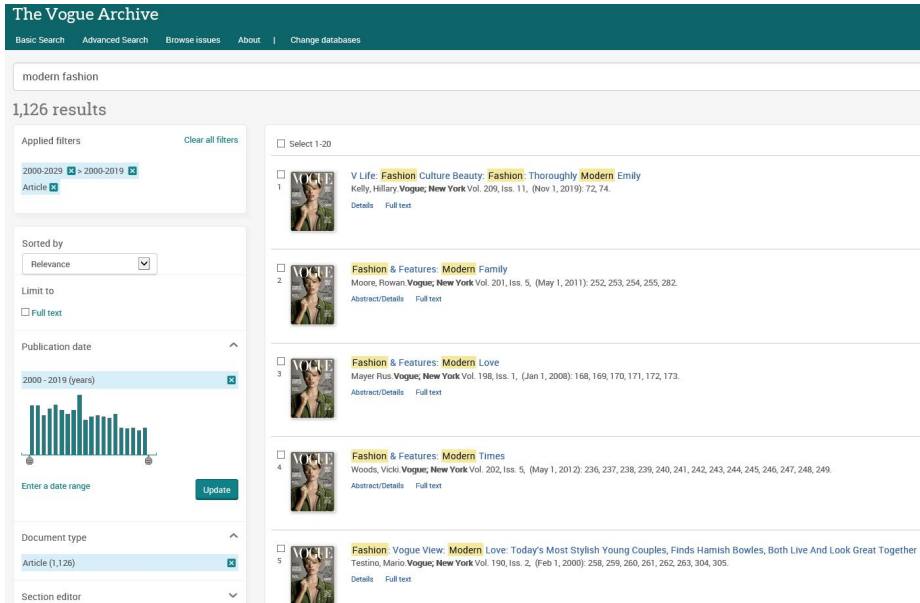 The Vogue Archive
Basic Search Advanced Search Browse issues About | Change databases
modern fashion
1,126 results
Applied filters Clear all filters
2000-2029 > 2000-2019
Article
Sorted by
Relevance
Limit to
Full text
Publication date
2000 - 2019 (years)
Enter a date range Update
Document type
Article (1,126)
Section editor
Select 1-20
1
VOGUE
V Life: Fashion Culture Beauty: Fashion: Thoroughly Modern Emily
Kelly, Hillary. Vogue; New York Vol. 209, Iss. 11, (Nov 1, 2019): 72, 74.
Details Full text
2
VOGUE
Fashion & Features: Modern Family
Moore, Rowan. Vogue; New York Vol. 201, Iss. 5, (May 1, 2011): 252, 253, 254, 255, 282.
Abstract/Details Full text
3
VOGUE
Fashion & Features: Modern Love
Mayer Rus. Vogue; New York Vol. 198, Iss. 1, (Jan 1, 2008): 168, 169, 170, 171, 172, 173.
Abstract/Details Full text
4
VOGUE
Fashion & Features: Modern Times
Woods, Vicki. Vogue; New York Vol. 202, Iss. 5, (May 1, 2012): 236, 237, 238, 239, 240, 241, 242, 243, 244, 245, 246, 247, 248, 249.
Abstract/Details Full text
5
VOGUE
Fashion: Vogue View: Modern Love: Today's Most Stylish Young Couples, Finds Hamish Bowles, Both Live And Look Great Together
Testino, Mario. Vogue; New York Vol. 190, Iss. 2, (Feb 1, 2000): 258, 259, 260, 261, 262, 263, 304, 305.
Details Full text